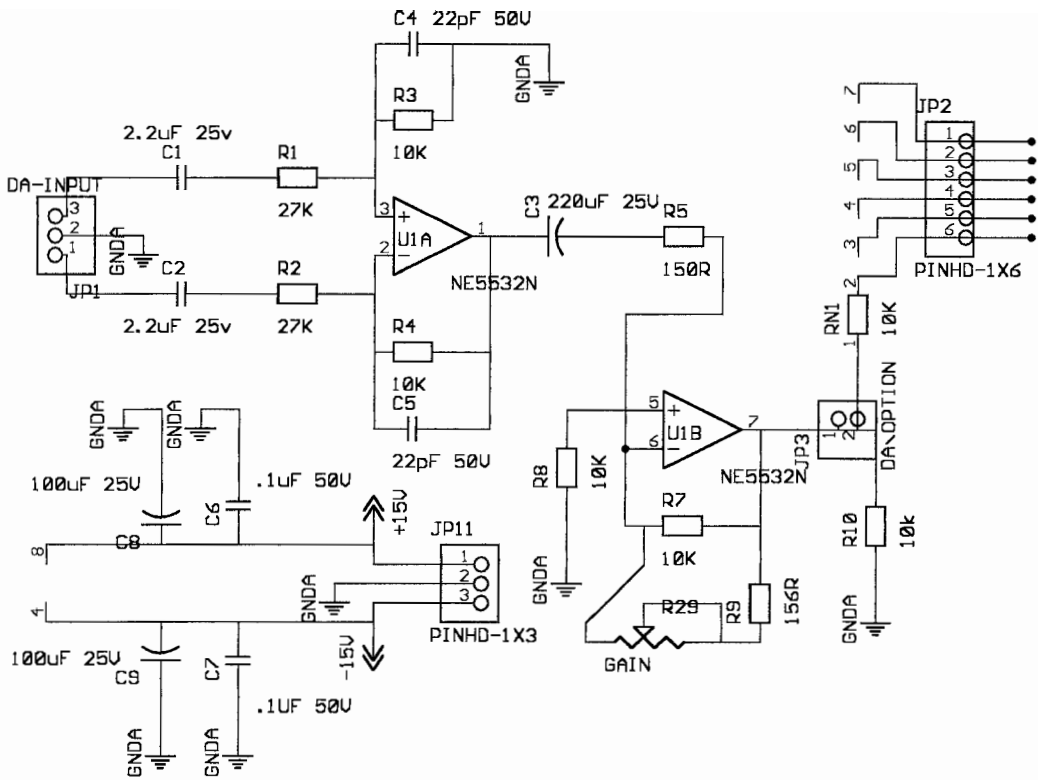 C4 22pF 50V
GNDA
R3
10K
2.2uF 25v
C1
R1
27K
DA-INPUT
3
2
1
GNDA
JP1
C2
2.2uF 25v
R2
27K
3
+
2
−
1
U1A
NE5532N
C3
220uF 25V
R5
150R
R4
10K
C5
22pF 50V
7
6
5
4
3
2
JP2
1
2
3
4
5
6
PINHD-1X6
RN1
10K
1
5
+
6
−
7
U1B
NE5532N
JP3
1
2
DA\OPTION
R8
10K
GNDA
R7
10K
R10
10k
GNDA
R29
GAIN
R9
156R
GNDA
GNDA
100uF 25V
C8
C6
.1uF 50V
+15V
8
JP11
1
2
3
PINHD-1X3
GNDA
4
-15V
100uF 25V
C9
C7
.1UF 50V
GNDA
GNDA